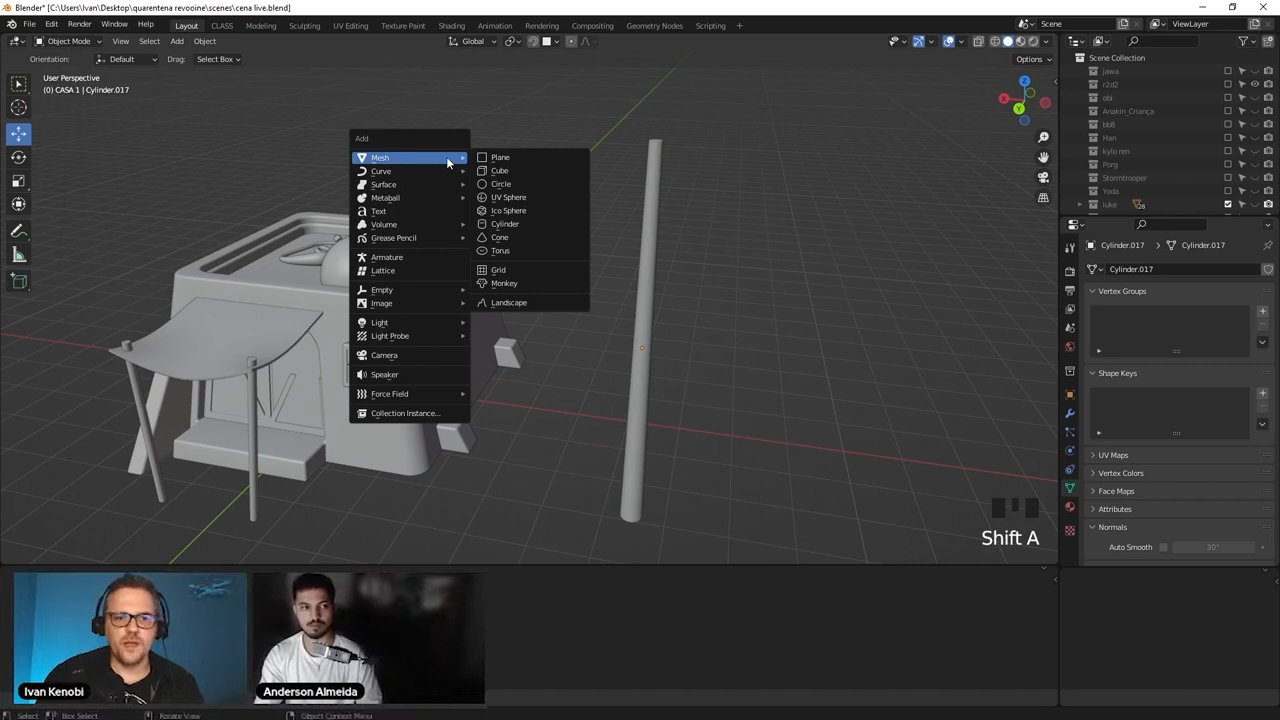 Blender* [C:\Users\Ivan\Desktop\quarentena revooine\scenes\cena live.blend]
File Edit Render Window Help Layout CLASS Modeling Sculpting UV Editing Texture Paint Shading Animation Rendering Compositing Geometry Nodes Scripting + Scene ViewLayer
Object Mode View Select Add Object Global
Orientation: Default Drag: Select Box Options
User Perspective
(0) CASA 1 | Cylinder.017
Add
Mesh
Curve
Surface
Metaball
Text
Volume
Grease Pencil
Armature
Lattice
Empty
Image
Light
Light Probe
Camera
Speaker
Force Field
Collection Instance...
Plane
Cube
Circle
UV Sphere
Ico Sphere
Cylinder
Cone
Torus
Grid
Monkey
Landscape
Z
X
Y
Shift A
Scene Collection
jawa
r2d2
obi
Anakin_Criança
bb8
Han
kylo ren
Porg
Stormtrooper
Yoda
luke 28
Cylinder.017 Cylinder.017
Cylinder.017
Vertex Groups
Shape Keys
UV Maps
Vertex Colors
Face Maps
Attributes
Normals
Auto Smooth 30°
Ivan Kenobi
Anderson Almeida
Select Box Select Rotate View Object Context Menu